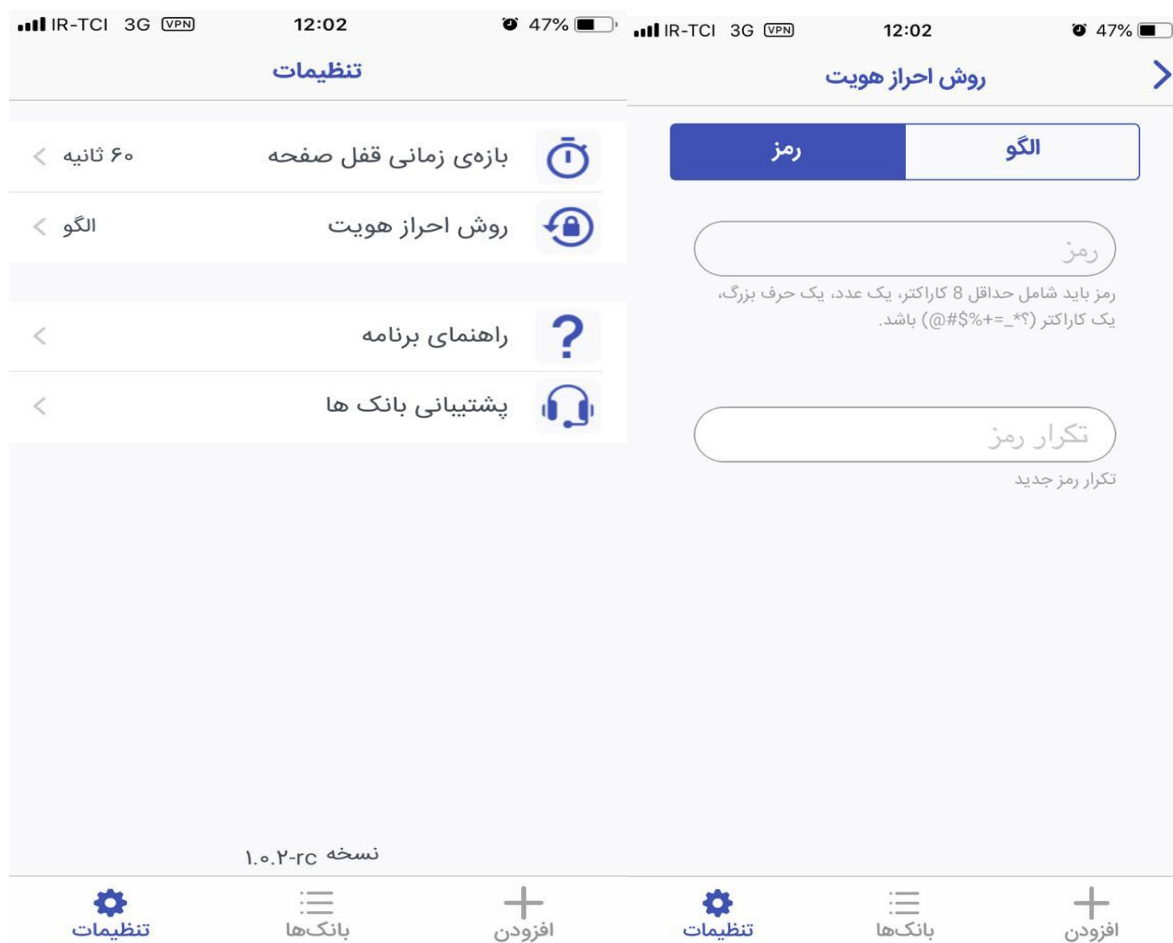 IR-TCI 3G VPN 12:02 47%
تنظیمات
بازه‌ی زمانی قفل صفحه ۶۰ ثانیه
روش احراز هویت الگو
راهنمای برنامه
پشتیبانی بانک ها
نسخه ۱.۰.۲-rc
افزودن بانک‌ها تنظیمات
IR-TCI 3G VPN 12:02 47%
روش احراز هویت
الگو رمز
رمز
رمز باید شامل حداقل 8 کاراکتر، یک عدد، یک حرف بزرگ،
یک کاراکتر (؟*_=+%$#@) باشد.
تکرار رمز
تکرار رمز جدید
افزودن بانک‌ها تنظیمات